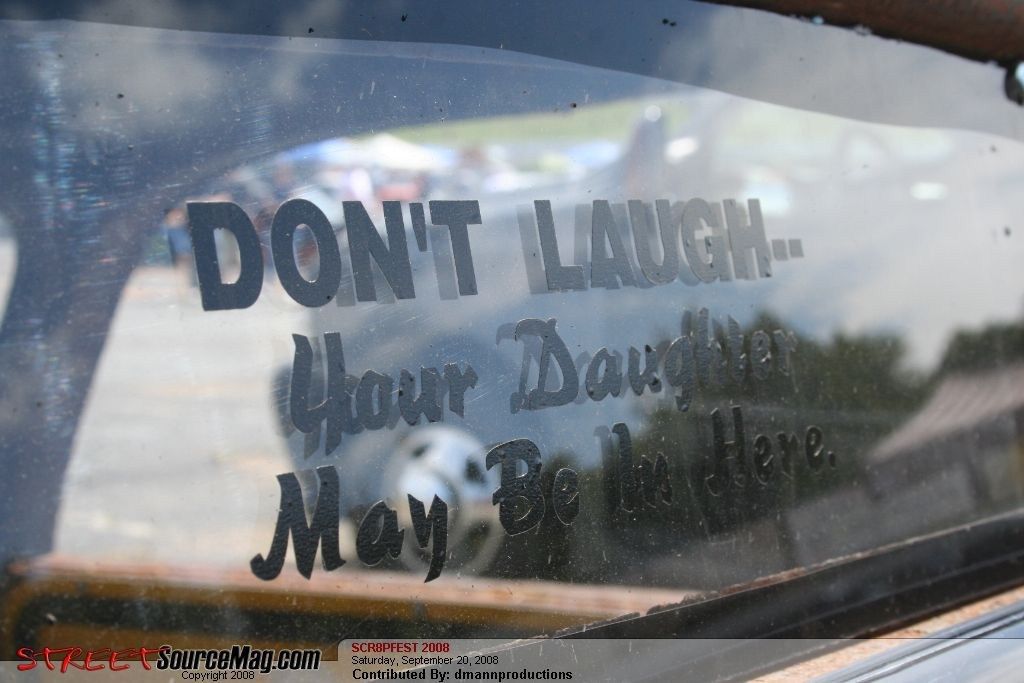 DON'T LAUGH--
Your Daughter
May Be In Here.
STREETSourceMag.com
Copyright 2008
SCR8PFEST 2008
Saturday, September 20, 2008
Contributed By: dmannproductions